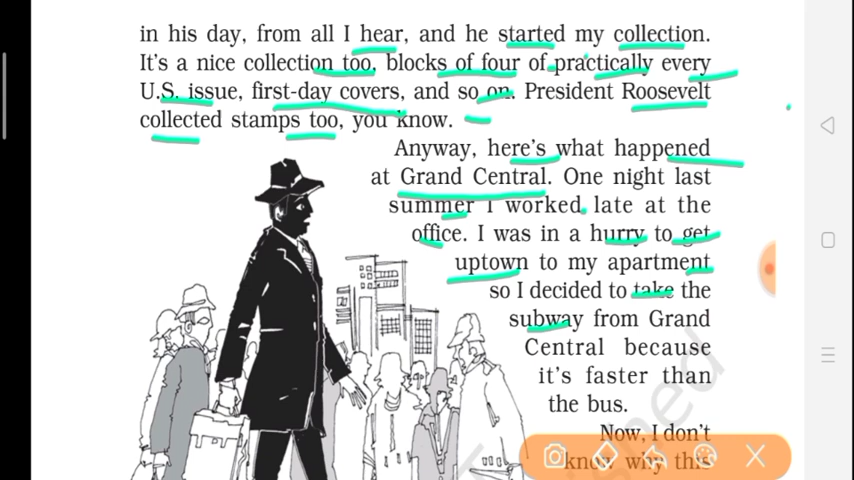 in his day, from all I hear, and he started my collection.
It's a nice collection too, blocks of four of practically every
U.S. issue, first-day covers, and so on. President Roosevelt
collected stamps too, you know.
Anyway, here's what happened
at Grand Central. One night last
summer I worked late at the
office. I was in a hurry to get
uptown to my apartment
so I decided to take the
subway from Grand
Central because
it's faster than
the bus.
Now, I don't
know why this